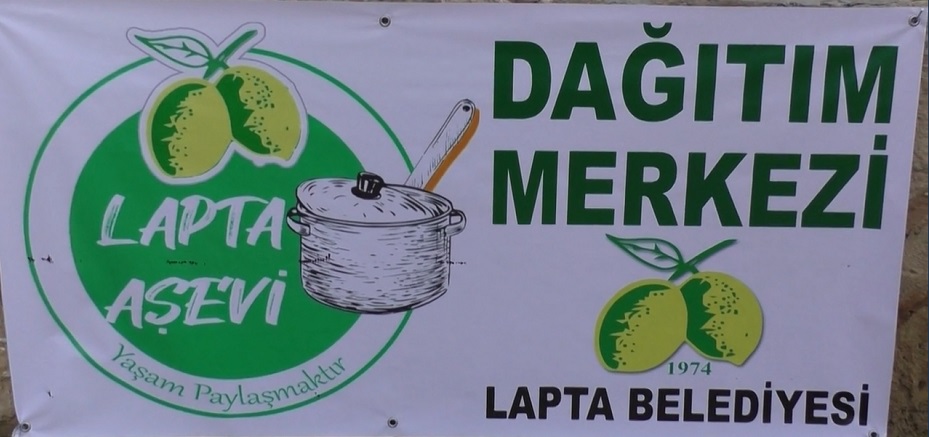 LAPTA
AŞEVİ
Yaşam Paylaşmaktır
DAĞITIM
MERKEZİ
1974
LAPTA BELEDİYESİ